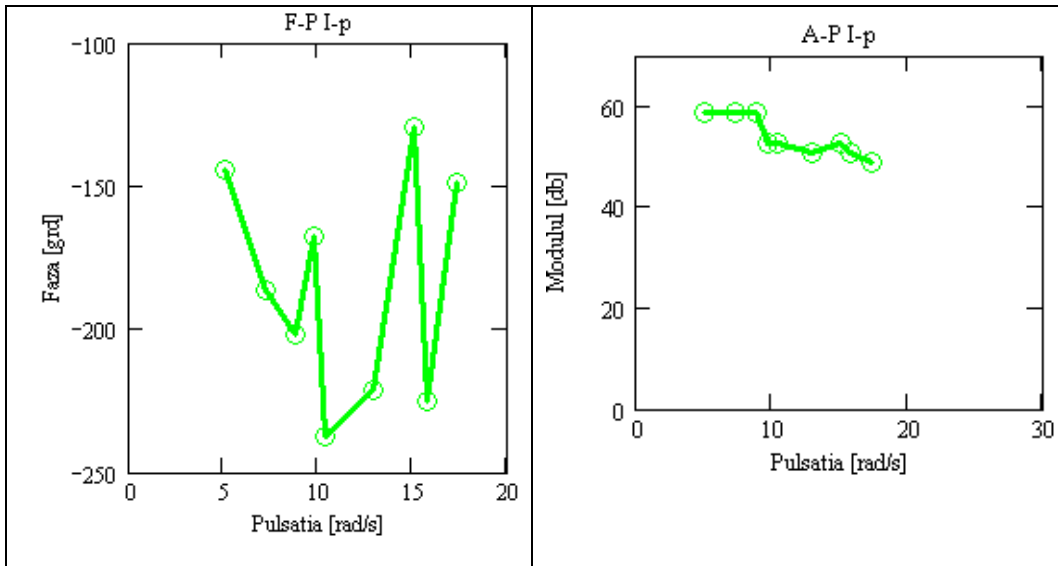 F-P I-p
-100
-150
-200
-250
Faza [grd]
0 5 10 15 20
Pulsatia [rad/s]
A-P I-p
60
40
20
0
Modulul [db]
0 10 20 30
Pulsatia [rad/s]